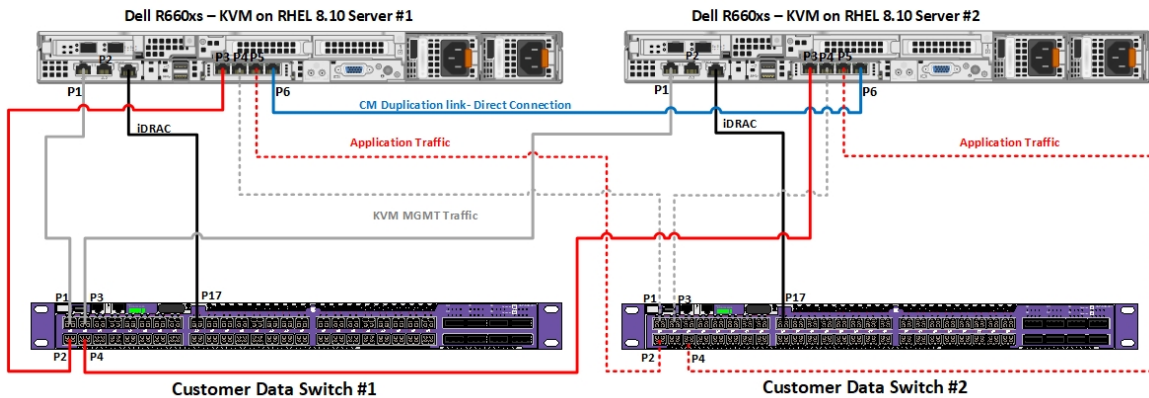 Dell R660xs – KVM on RHEL 8.10 Server #1
Dell R660xs – KVM on RHEL 8.10 Server #2
P2
P3 P4 P5
P2
P3 P4 P5
P1
P6
P1
P6
CM Duplication link- Direct Connection
iDRAC
iDRAC
Application Traffic
Application Traffic
KVM MGMT Traffic
P1
P3
P17
P1
P3
P17
P2
P4
P2
P4
Customer Data Switch #1
Customer Data Switch #2